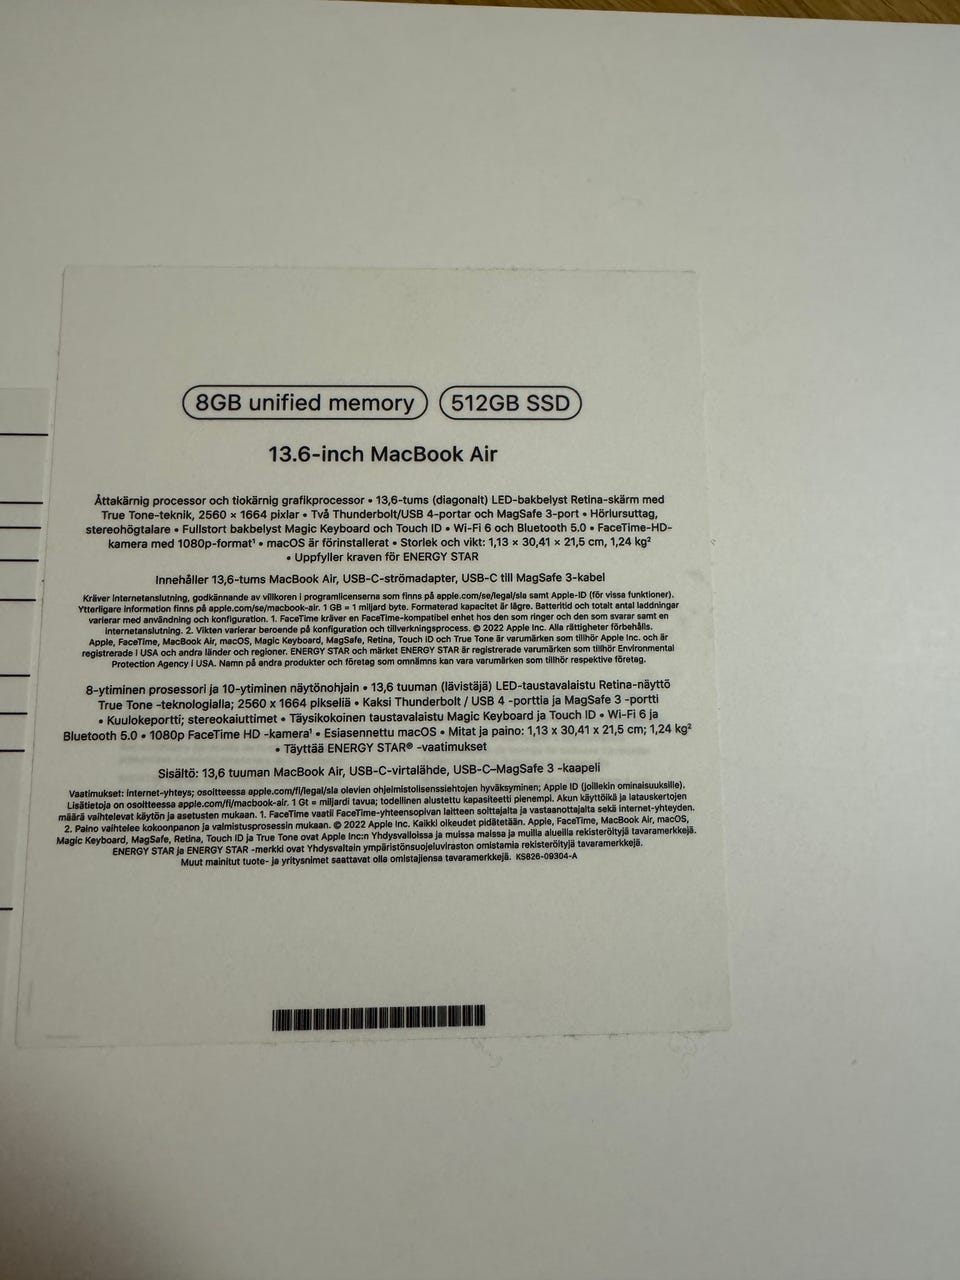 8GB unified memory 512GB SSD
13.6-inch MacBook Air
Åttakärnig processor och tiokärnig grafikprocessor • 13,6-tums (diagonalt) LED-bakbelyst Retina-skärm med
True Tone-teknik, 2560 × 1664 pixlar • Två Thunderbolt/USB 4-portar och MagSafe 3-port • Hörlursuttag,
stereohögtalare • Fullstort bakbelyst Magic Keyboard och Touch ID • Wi-Fi 6 och Bluetooth 5.0 • FaceTime-HD-
kamera med 1080p-format¹ • macOS är förinstallerat • Storlek och vikt: 1,13 × 30,41 × 21,5 cm, 1,24 kg²
• Uppfyller kraven för ENERGY STAR
Innehåller 13,6-tums MacBook Air, USB-C-strömadapter, USB-C till MagSafe 3-kabel
Kräver internetanslutning, godkännande av villkoren i programlicenserna som finns på apple.com/se/legal/sla samt Apple-ID (för vissa funktioner).
Ytterligare information finns på apple.com/se/macbook-air. 1 GB = 1 miljard byte. Formaterad kapacitet är lägre. Batteritid och totalt antal laddningar
varierar med användning och konfiguration. 1. FaceTime kräver en FaceTime-kompatibel enhet hos den som ringer och den som svarar samt en
internetanslutning. 2. Vikten varierar beroende på konfiguration och tillverkningsprocess. © 2022 Apple Inc. Alla rättigheter förbehålls.
Apple, FaceTime, MacBook Air, macOS, Magic Keyboard, MagSafe, Retina, Touch ID och True Tone är varumärken som tillhör Apple Inc. och är
registrerade i USA och andra länder och regioner. ENERGY STAR och märket ENERGY STAR är registrerade varumärken som tillhör Environmental
Protection Agency i USA. Namn på andra produkter och företag som omnämns kan vara varumärken som tillhör respektive företag.
8-ytiminen prosessori ja 10-ytiminen näytönohjain • 13,6 tuuman (lävistäjä) LED-taustavalaistu Retina-näyttö
True Tone -teknologialla; 2560 x 1664 pikseliä • Kaksi Thunderbolt / USB 4 -porttia ja MagSafe 3 -portti
• Kuulokeportti; stereokaiuttimet • Täysikokoinen taustavalaistu Magic Keyboard ja Touch ID • Wi-Fi 6 ja
Bluetooth 5.0 • 1080p FaceTime HD -kamera¹ • Esiasennettu macOS • Mitat ja paino: 1,13 x 30,41 x 21,5 cm; 1,24 kg²
• Täyttää ENERGY STAR® -vaatimukset
Sisältö: 13,6 tuuman MacBook Air, USB-C-virtalähde, USB-C–MagSafe 3 -kaapeli
Vaatimukset: internet-yhteys; osoitteessa apple.com/fi/legal/sla olevien ohjelmistolisenssiehtojen hyväksyminen; Apple ID (joillekin ominaisuuksille).
Lisätietoja on osoitteessa apple.com/fi/macbook-air. 1 Gt = miljardi tavua; todellinen alustettu kapasiteetti pienempi. Akun käyttöikä ja latauskertojen
määrä vaihtelevat käytön ja asetusten mukaan. 1. FaceTime vaatii FaceTime-yhteensopivan laitteen soittajalta ja vastaanottajalta sekä internet-yhteyden.
2. Paino vaihtelee kokoonpanon ja valmistusprosessin mukaan. © 2022 Apple Inc. Kaikki oikeudet pidätetään. Apple, FaceTime, MacBook Air, macOS,
Magic Keyboard, MagSafe, Retina, Touch ID ja True Tone ovat Apple Inc:n Yhdysvalloissa ja muissa maissa ja muilla alueilla rekisteröityjä tavaramerkkejä.
ENERGY STAR ja ENERGY STAR -merkki ovat Yhdysvaltain ympäristönsuojeluviraston omistamia rekisteröityjä tavaramerkkejä.
Muut mainitut tuote- ja yritysnimet saattavat olla omistajiensa tavaramerkkejä. KS626-09304-A